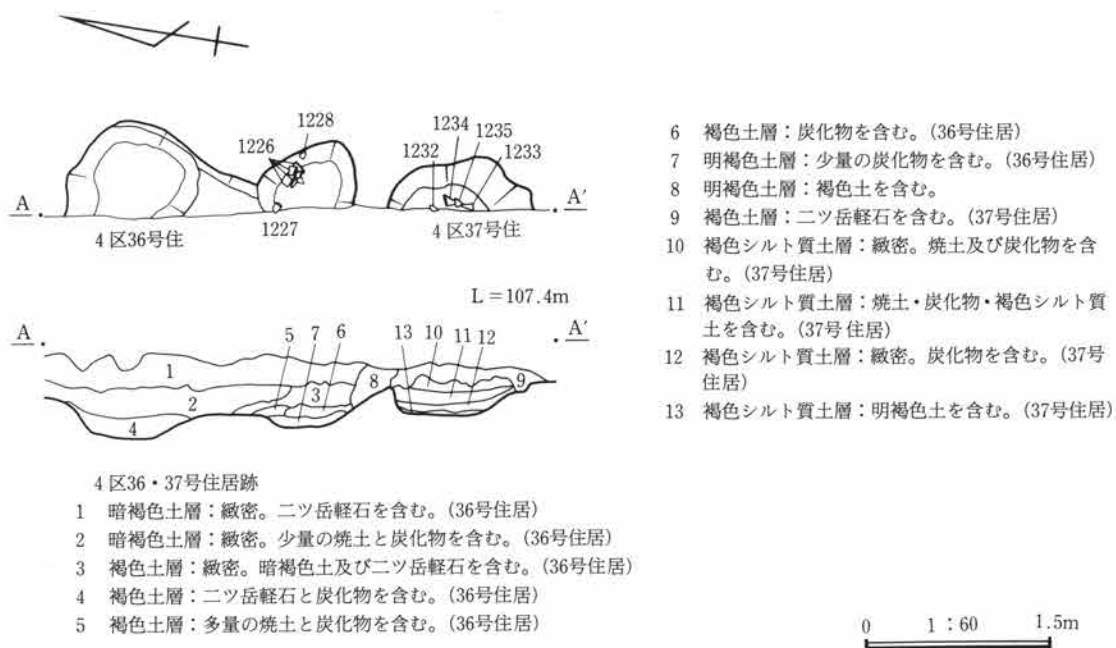 1228
1226
1227
A
4区36号住
1234
1235
1232
1233
A′
4区37号住
L＝107.4m
A
A′
5 7 6 13 10 11 12
1
2
3
4
8
9
4区36・37号住居跡
1 暗褐色土層：緻密。二ツ岳軽石を含む。(36号住居)
2 暗褐色土層：緻密。少量の焼土と炭化物を含む。(36号住居)
3 褐色土層：緻密。暗褐色土及び二ツ岳軽石を含む。(36号住居)
4 褐色土層：二ツ岳軽石と炭化物を含む。(36号住居)
5 褐色土層：多量の焼土と炭化物を含む。(36号住居)
6 褐色土層：炭化物を含む。(36号住居)
7 明褐色土層：少量の炭化物を含む。(36号住居)
8 明褐色土層：褐色土を含む。
9 褐色土層：二ツ岳軽石を含む。(37号住居)
10 褐色シルト質土層：緻密。焼土及び炭化物を含
む。(37号住居)
11 褐色シルト質土層：焼土・炭化物・褐色シルト質
土を含む。(37号住居)
12 褐色シルト質土層：緻密。炭化物を含む。(37号
住居)
13 褐色シルト質土層：明褐色土を含む。(37号住居)
0 1：60 1.5m